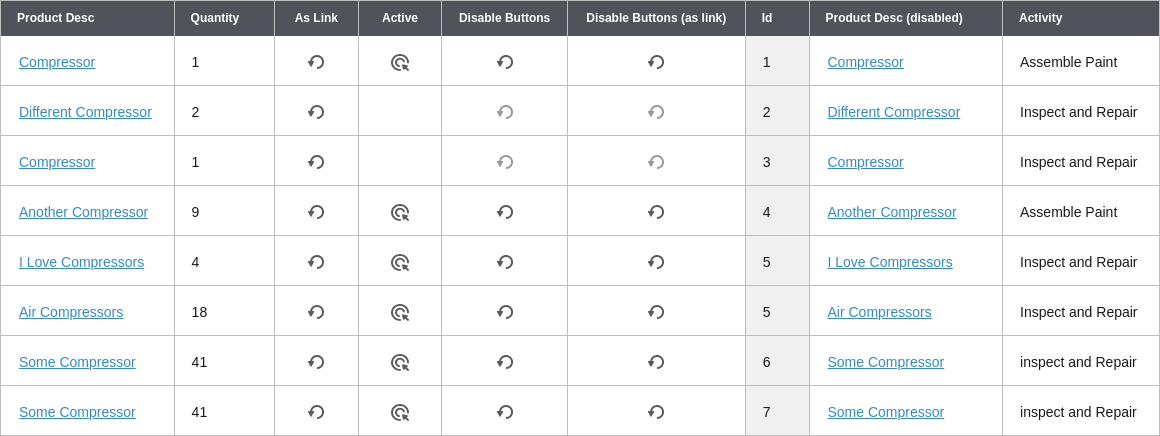 Product Desc Quantity As Link Active Disable Buttons Disable Buttons (as link) Id Product Desc (disabled) Activity
Compressor 1 1 Compressor Assemble Paint
Different Compressor 2 2 Different Compressor Inspect and Repair
Compressor 1 3 Compressor Inspect and Repair
Another Compressor 9 4 Another Compressor Assemble Paint
I Love Compressors 4 5 I Love Compressors Inspect and Repair
Air Compressors 18 5 Air Compressors Inspect and Repair
Some Compressor 41 6 Some Compressor inspect and Repair
Some Compressor 41 7 Some Compressor inspect and Repair